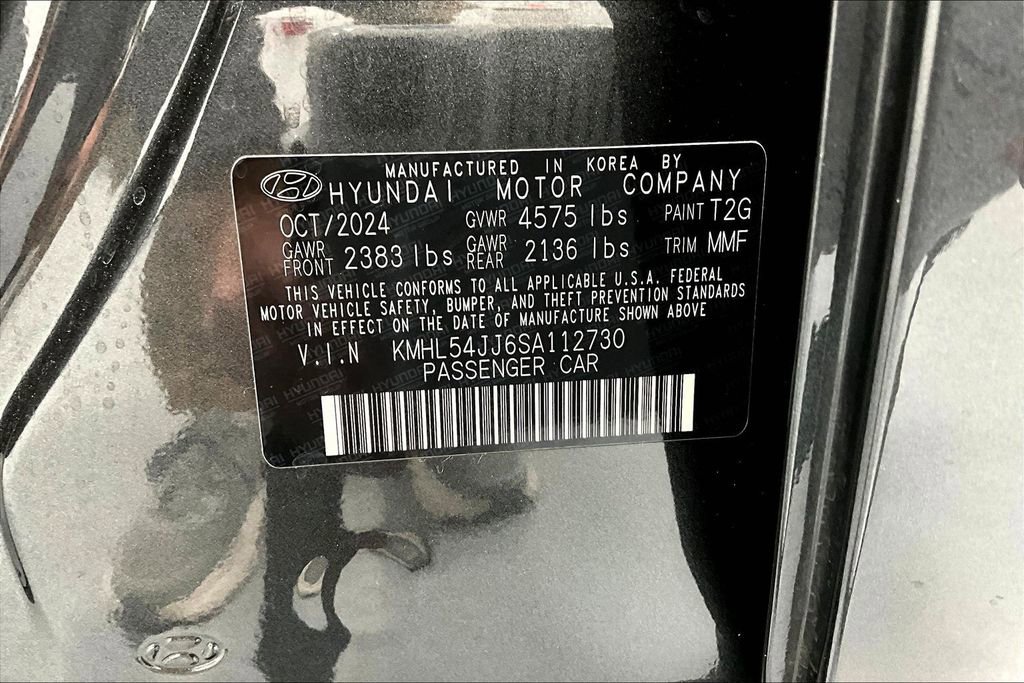 MANUFACTURED IN KOREA BY
HYUNDAI MOTOR COMPANY
OCT/2024 GVWR 4575 lbs PAINT T2G
GAWR FRONT 2383 lbs GAWR REAR 2136 lbs TRIM MMF
THIS VEHICLE CONFORMS TO ALL APPLICABLE U.S.A. FEDERAL
MOTOR VEHICLE SAFETY, BUMPER, AND THEFT PREVENTION STANDARDS
IN EFFECT ON THE DATE OF MANUFACTURE SHOWN ABOVE
V.I.N KMHL54JJ6SA112730
PASSENGER CAR